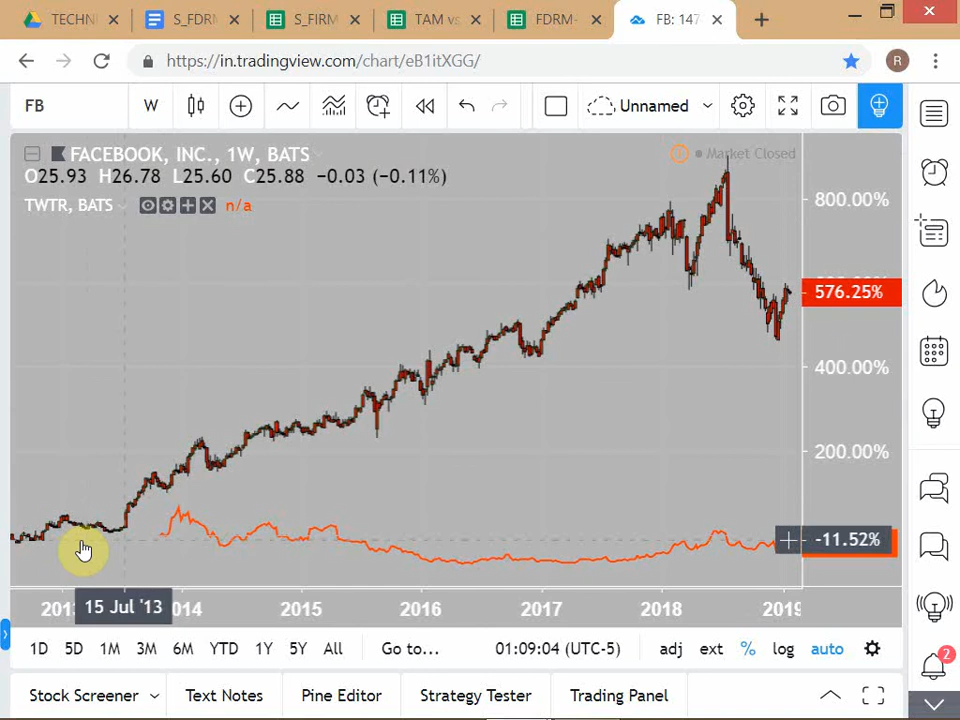 TECHNI
S_FDRM
S_FIRM
TAM vs
FDRM-
FB: 147
https://in.tradingview.com/chart/eB1itXGG/
R
FB
W
Unnamed
FACEBOOK, INC., 1W, BATS
Market Closed
O25.93 H26.78 L25.60 C25.88 −0.03 (−0.11%)
TWTR, BATS
n/a
800.00%
576.25%
400.00%
200.00%
-11.52%
2013
15 Jul '13
2014
2015
2016
2017
2018
2019
1D 5D 1M 3M 6M YTD 1Y 5Y All
Go to...
01:09:04 (UTC-5)
adj ext % log auto
2
Stock Screener
Text Notes
Pine Editor
Strategy Tester
Trading Panel